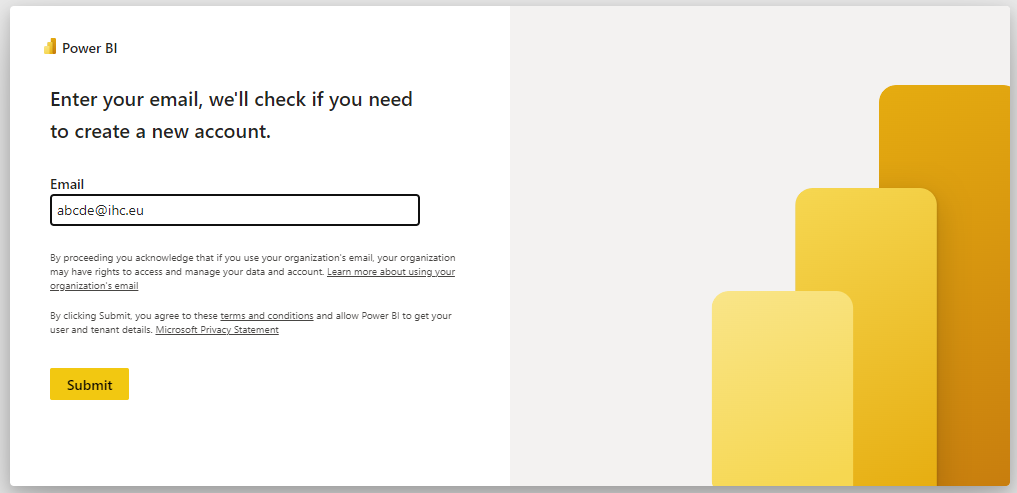 Power BI
Enter your email, we'll check if you need
to create a new account.
Email
abcde@ihc.eu
By proceeding you acknowledge that if you use your organization's email, your organization
may have rights to access and manage your data and account. Learn more about using your
organization's email
By clicking Submit, you agree to these terms and conditions and allow Power BI to get your
user and tenant details. Microsoft Privacy Statement
Submit